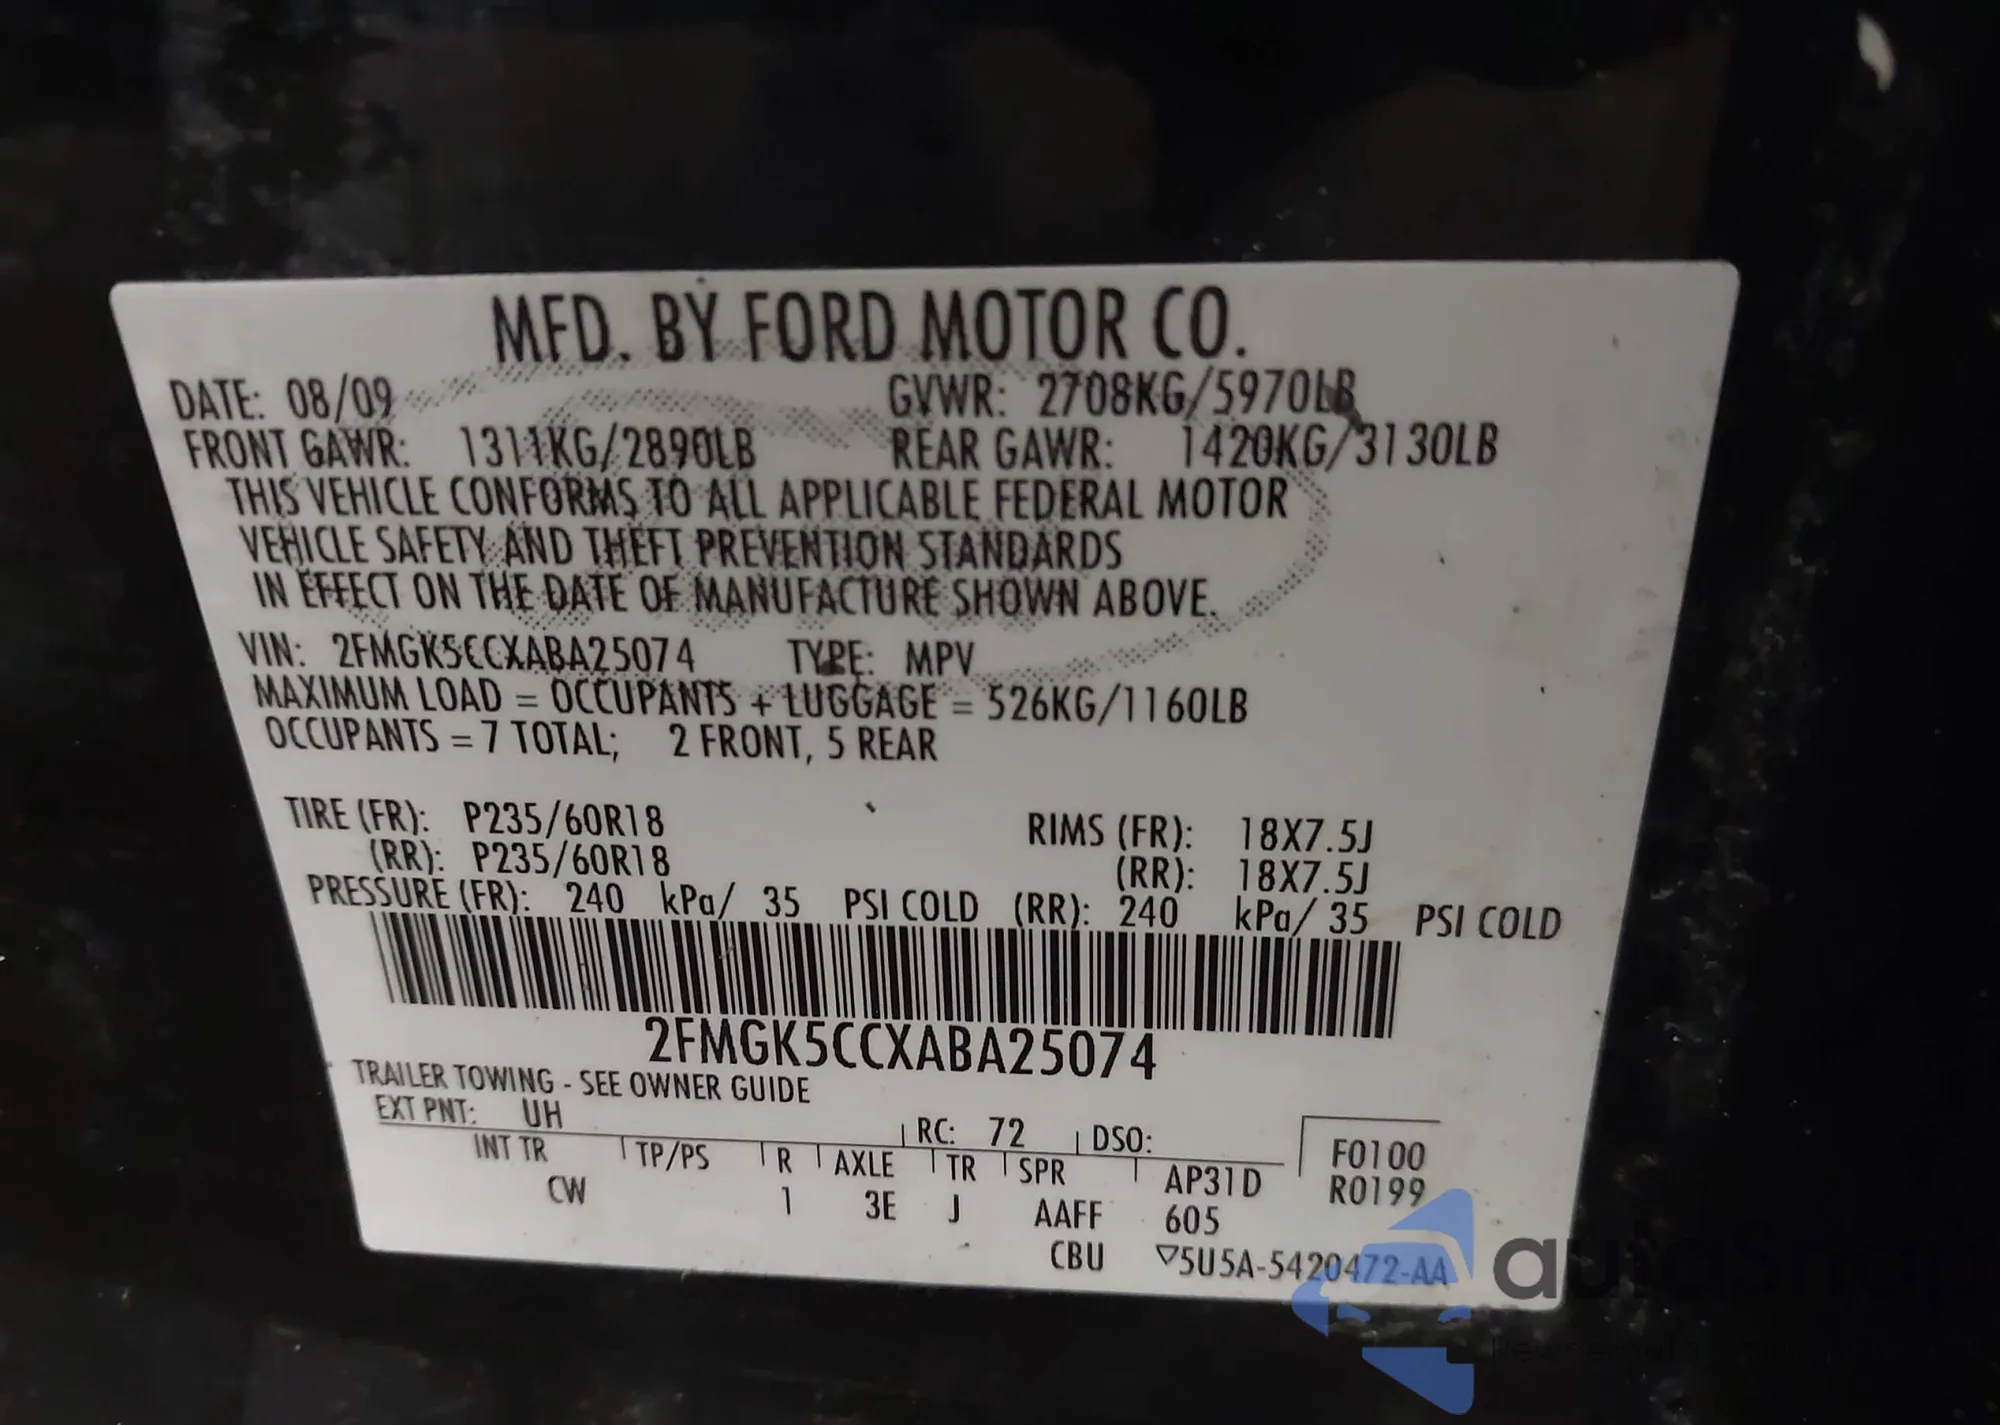 MFD. BY FORD MOTOR CO.
DATE: 08/09 GVWR: 2708KG/5970LB
FRONT GAWR: 1311KG/2890LB REAR GAWR: 1420KG/3130LB
THIS VEHICLE CONFORMS TO ALL APPLICABLE FEDERAL MOTOR
VEHICLE SAFETY AND THEFT PREVENTION STANDARDS
IN EFFECT ON THE DATE OF MANUFACTURE SHOWN ABOVE.
VIN: 2FMGK5CCXABA25074 TYPE: MPV
MAXIMUM LOAD = OCCUPANTS + LUGGAGE = 526KG/1160LB
OCCUPANTS = 7 TOTAL; 2 FRONT, 5 REAR
TIRE (FR): P235/60R18 RIMS (FR): 18X7.5J
(RR): P235/60R18 (RR): 18X7.5J
PRESSURE (FR): 240 kPa/ 35 PSI COLD (RR): 240 kPa/ 35 PSI COLD
2FMGK5CCXABA25074
TRAILER TOWING - SEE OWNER GUIDE
EXT PNT: UH RC: 72 DSO: F0100
INT TR TP/PS R AXLE TR SPR AP31D R0199
CW 1 3E J AAFF 605
CBU ▽5U5A-5420472-AA